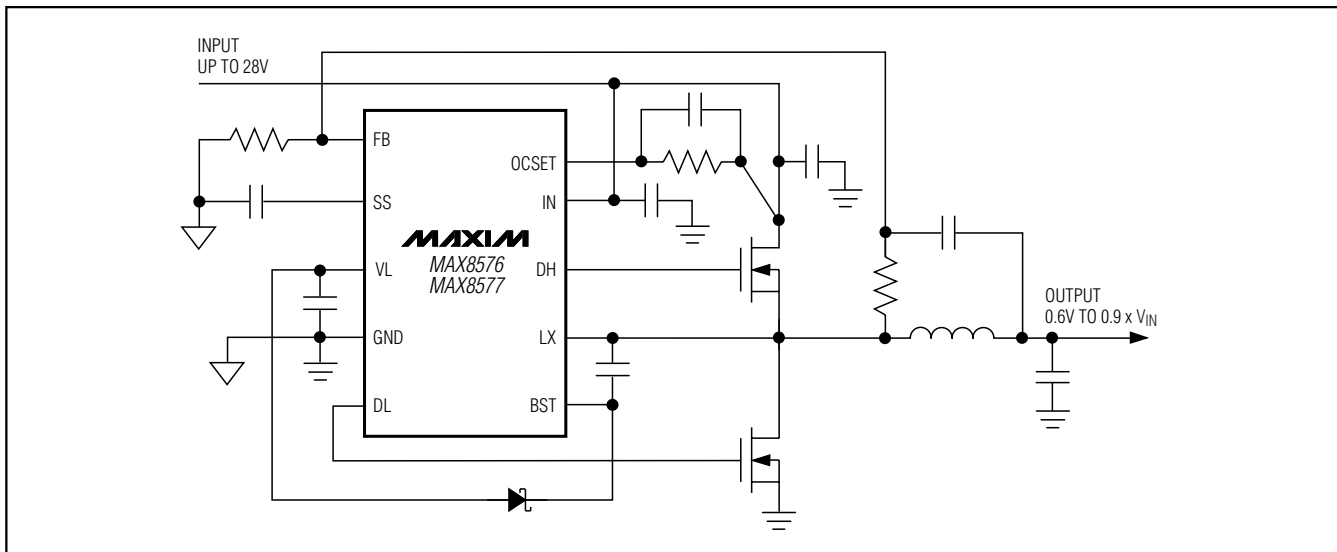 INPUT
UP TO 28V
FB
OCSET
SS
IN
MAXIM
MAX8576
MAX8577
VL
DH
GND
LX
DL
BST
OUTPUT
0.6V TO 0.9 x VIN